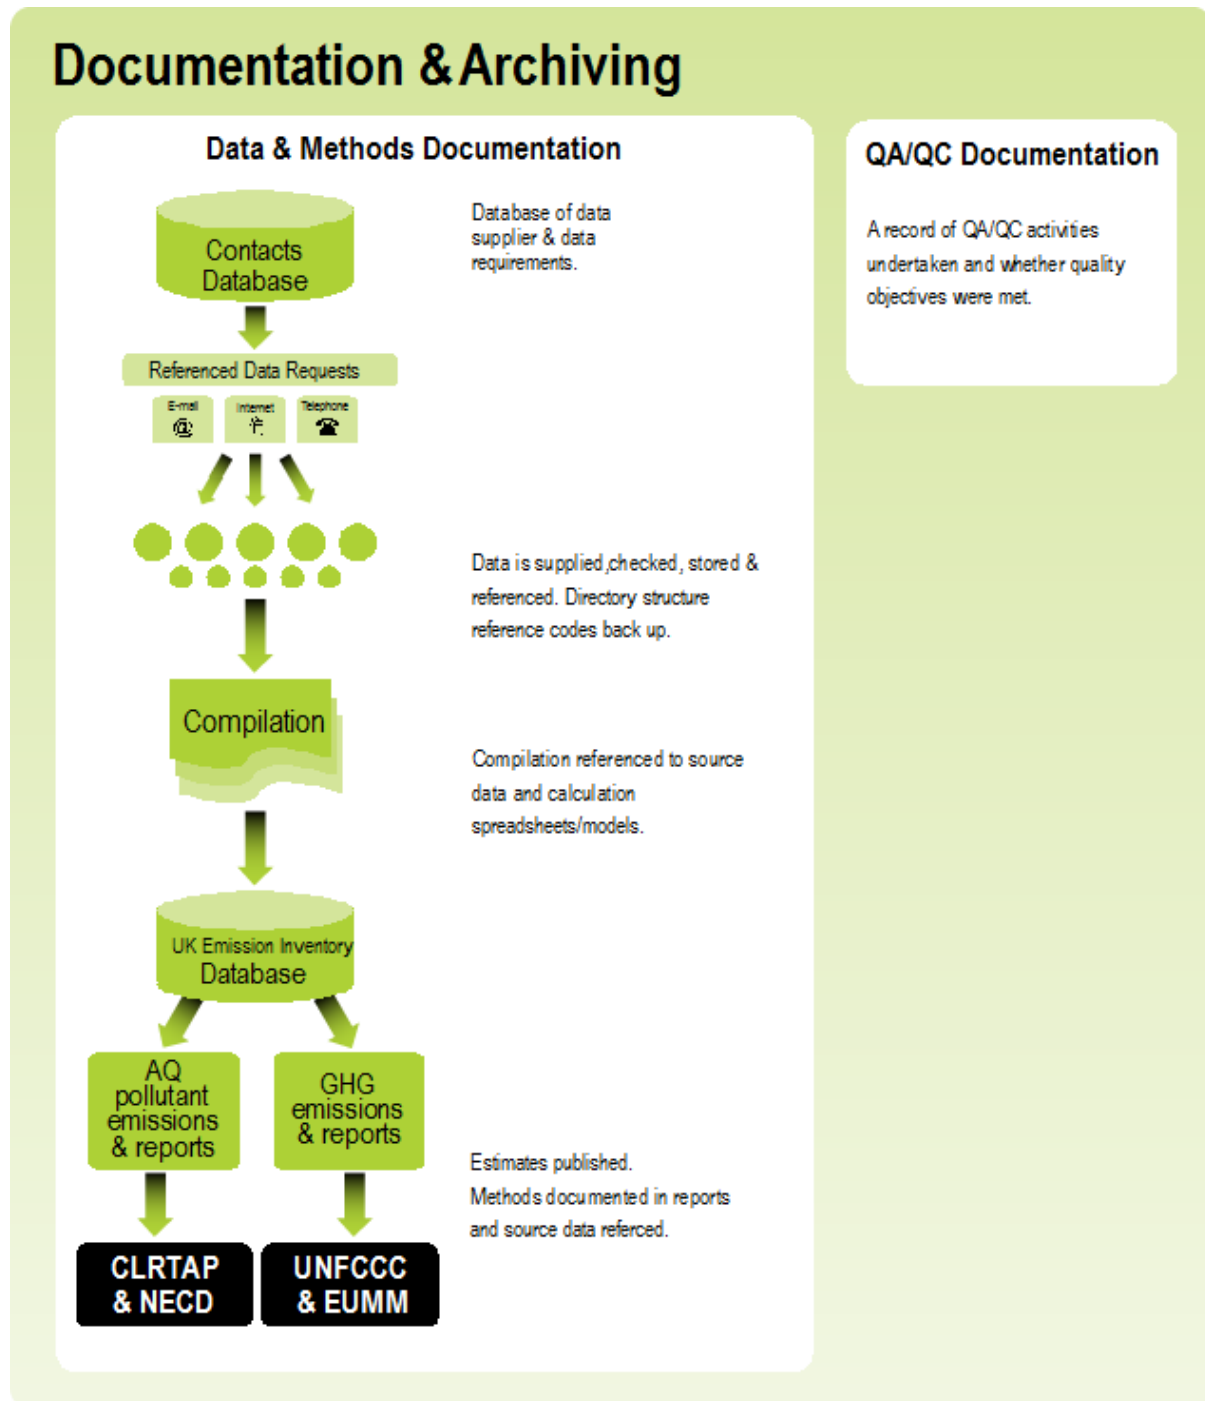 Documentation & Archiving
Data & Methods Documentation
Contacts
Database
Database of data
supplier & data
requirements.
Referenced Data Requests
E-mail
Internet
Telephone
@
Data is supplied,checked, stored &
referenced. Directory structure
reference codes back up.
Compilation
Compilation referenced to source
data and calculation
spreadsheets/models.
UK Emission Inventory
Database
AQ
pollutant
emissions
& reports
GHG
emissions
& reports
Estimates published.
Methods documented in reports
and source data referced.
CLRTAP
& NECD
UNFCCC
& EUMM
QA/QC Documentation
A record of QA/QC activities
undertaken and whether quality
objectives were met.